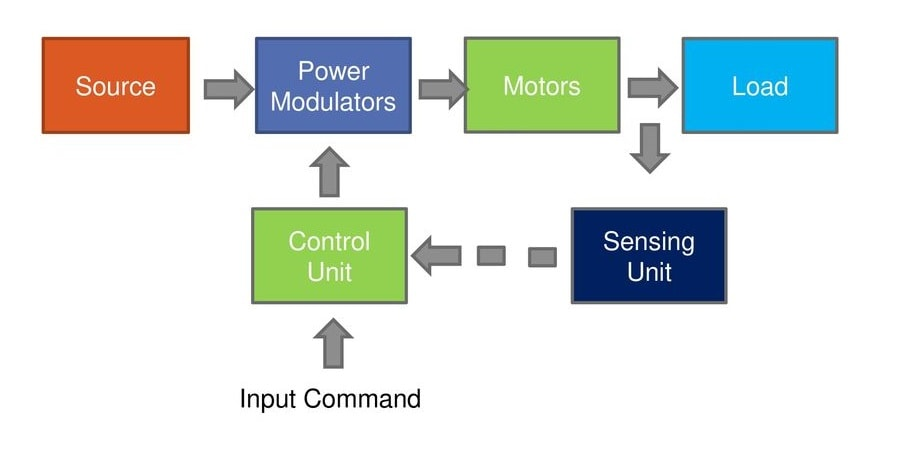 Source
Power
Modulators
Motors
Load
Control
Unit
Sensing
Unit
Input Command